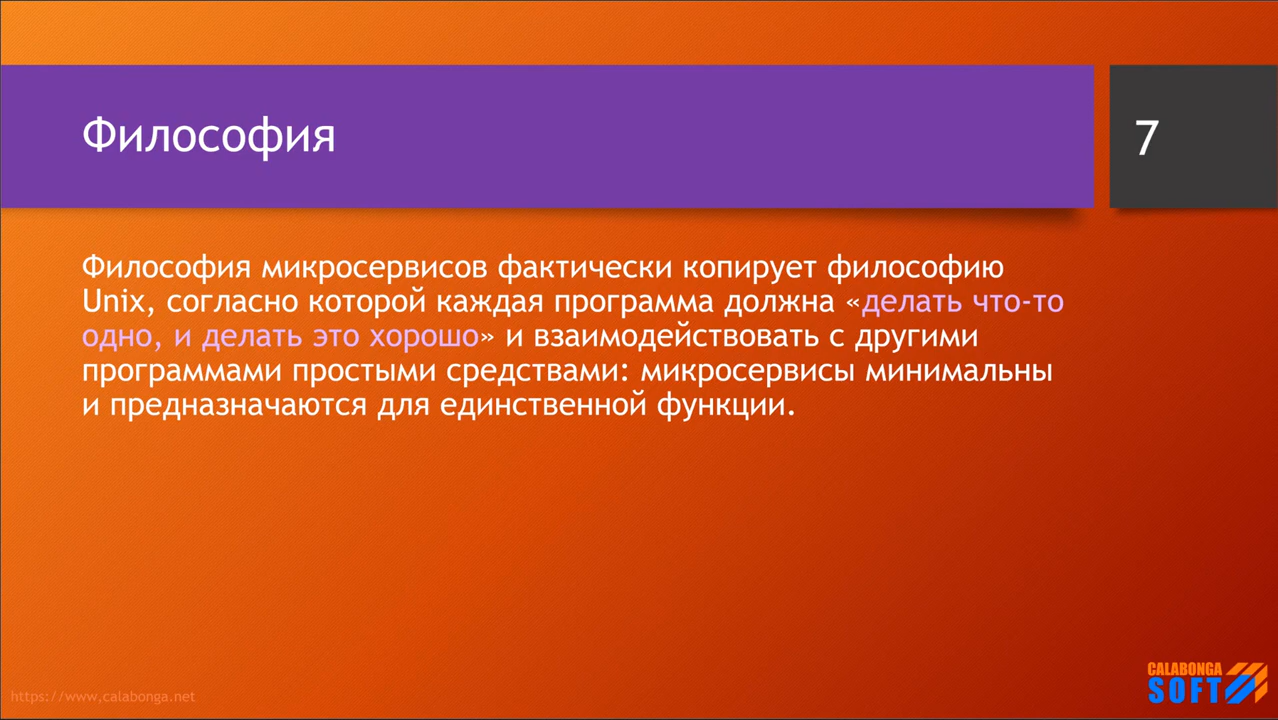 Философия
7
Философия микросервисов фактически копирует философию
Unix, согласно которой каждая программа должна «делать что-то
одно, и делать это хорошо» и взаимодействовать с другими
программами простыми средствами: микросервисы минимальны
и предназначаются для единственной функции.
https://www.calabonga.net
CALABONGA
SOFT